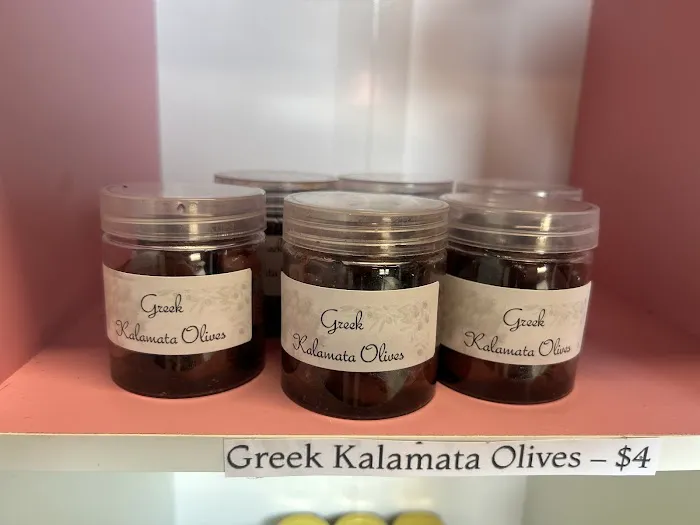 Greek
Kalamata Olives
Greek
Kalamata Olives
Greek
Kalamata Olives
Greek Kalamata Olives – $4